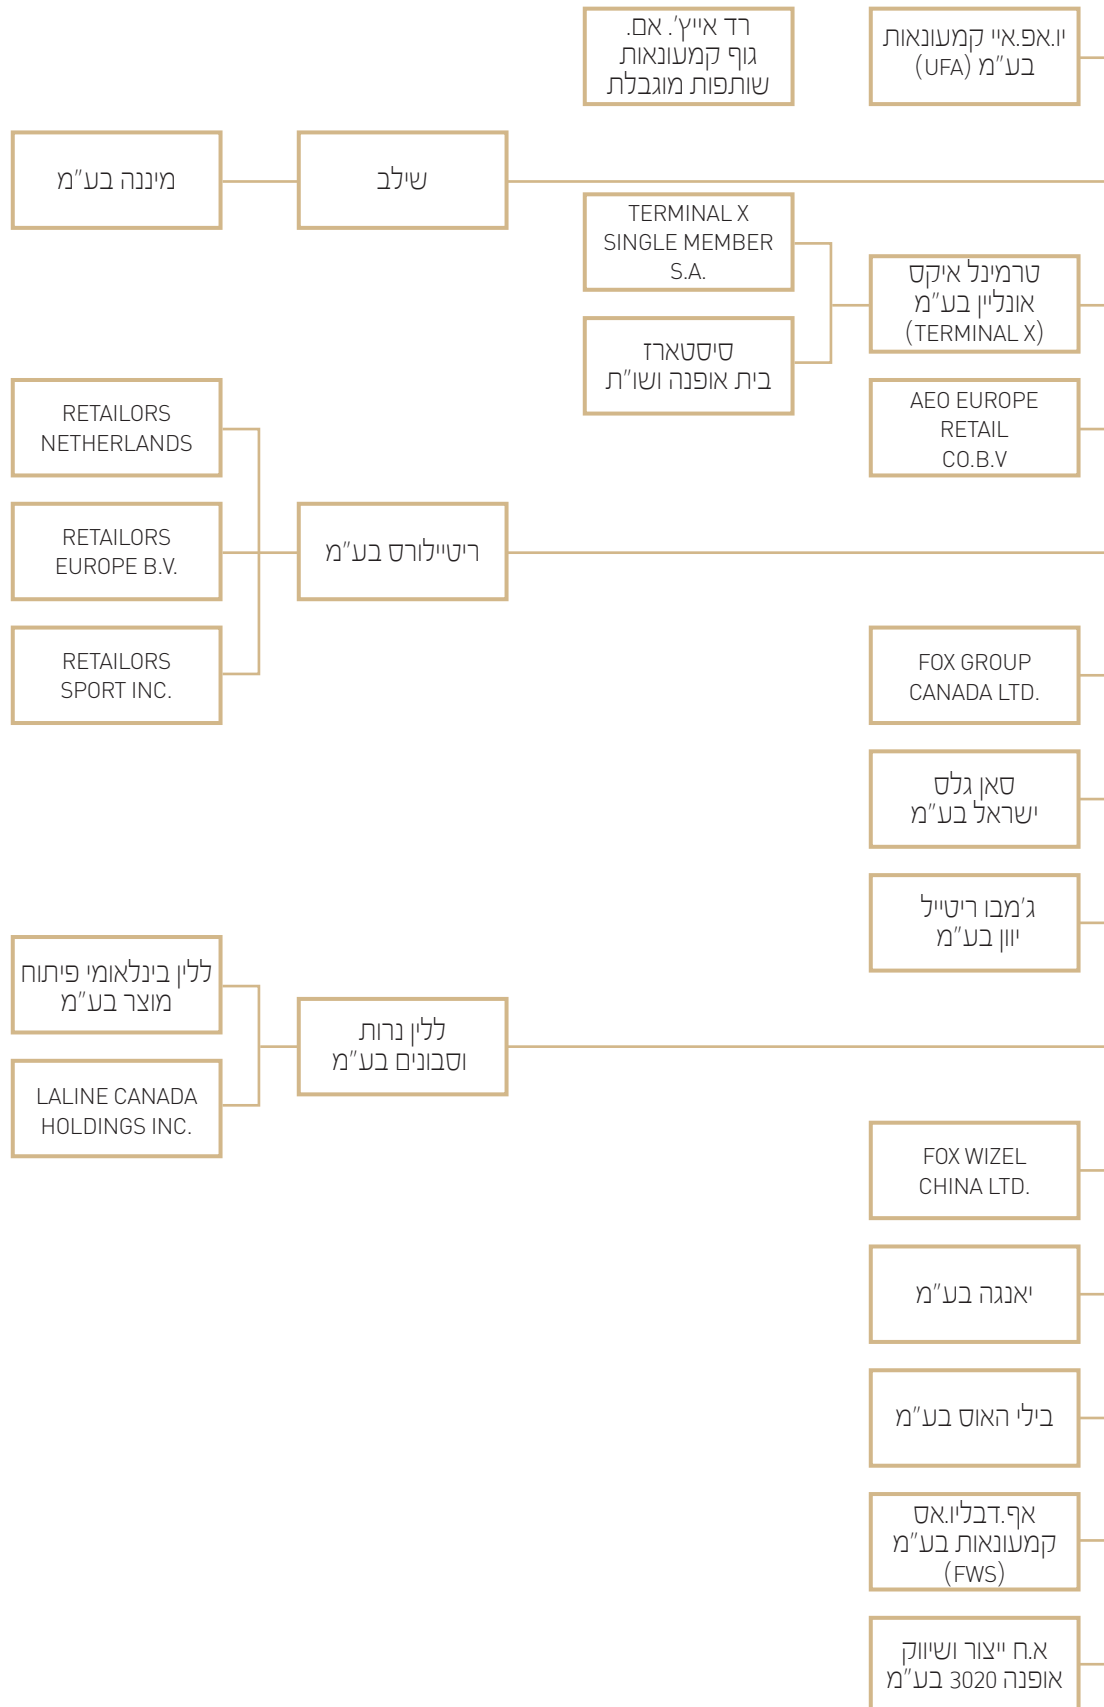 יו.אפ.איי קמעונאות
בע"מ (UFA)
רד אייץ'. אם.
גוף קמעונאות
שותפות מוגבלת
שילב
מיננה בע"מ
טרמינל איקס
אונליין בע"מ
(TERMINAL X)
TERMINAL X
SINGLE MEMBER
S.A.
סיסטארז
בית אופנה ושו"ת
AEO EUROPE
RETAIL
CO.B.V
ריטיילורס בע"מ
RETAILORS
NETHERLANDS
RETAILORS
EUROPE B.V.
RETAILORS
SPORT INC.
FOX GROUP
CANADA LTD.
סאן גלס
ישראל בע"מ
ג'מבו ריטייל
יוון בע"מ
ללין נרות
וסבונים בע"מ
ללין בינלאומי פיתוח
מוצר בע"מ
LALINE CANADA
HOLDINGS INC.
FOX WIZEL
CHINA LTD.
יאנגה בע"מ
בילי האוס בע"מ
אף.דבליו.אס
קמעונאות בע"מ
(FWS)
א.ח ייצור ושיווק
אופנה 3020 בע"מ